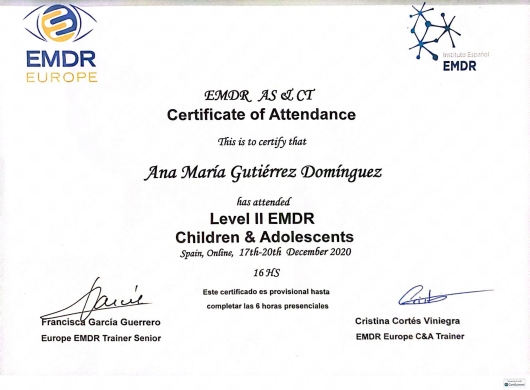 EMDR
EUROPE
Instituto Español
EMDR
EMDR AS & CT
Certificate of Attendance
This is to certify that
Ana María Gutiérrez Domínguez
has attended
Level II EMDR
Children & Adolescents
Spain, Online, 17th-20th December 2020
16 HS
Este certificado es provisional hasta
completar las 6 horas presenciales
Francisca García Guerrero
Europe EMDR Trainer Senior
Cristina Cortés Viniegra
EMDR Europe C&A Trainer